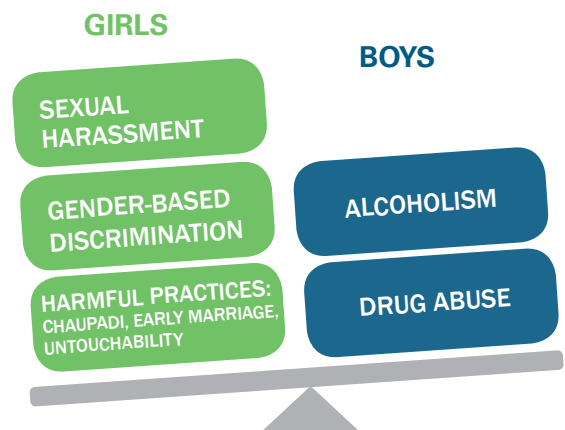 GIRLS
SEXUAL
HARASSMENT
GENDER-BASED
DISCRIMINATION
HARMFUL PRACTICES:
CHAUPADI, EARLY MARRIAGE,
UNTOUCHABILITY
BOYS
ALCOHOLISM
DRUG ABUSE